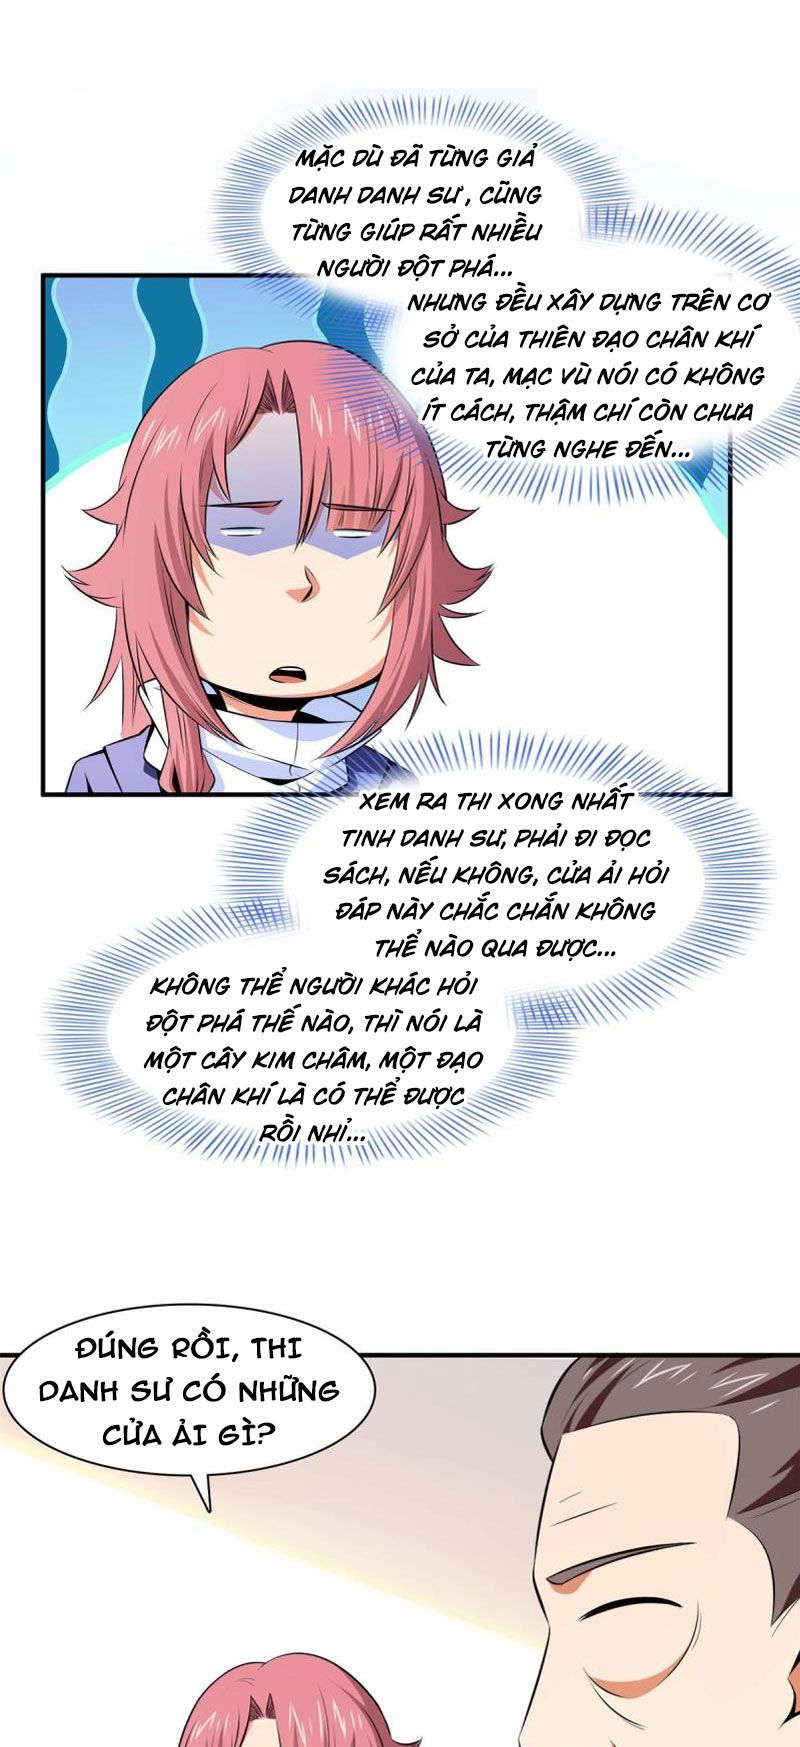 MẶC DÙ ĐÃ TỪNG GIẢ
DANH DANH SƯ, CŨNG
TỪNG GIÚP RẤT NHIỀU
NGƯỜI ĐỘT PHÁ...
NHƯNG ĐỀU XÂY DỰNG TRÊN CƠ
SỞ CỦA THIÊN ĐẠO CHÂN KHÍ
CỦA TA, MẠC VÙ NÓI CÓ KHÔNG
ÍT CÁCH, THẬM CHÍ CÒN CHƯA
TỪNG NGHE ĐẾN...
XEM RA THI XONG NHẤT
TINH DANH SƯ, PHẢI ĐI ĐỌC
SÁCH, NẾU KHÔNG, CỬA ẢI HỎI
ĐÁP NÀY CHẮC CHẮN KHÔNG
THỂ NÀO QUA ĐƯỢC...
KHÔNG THỂ NGƯỜI KHÁC HỎI
ĐỘT PHÁ THẾ NÀO, THÌ NÓI LÀ
MỘT CÂY KIM CHÂM, MỘT ĐẠO
CHÂN KHÍ LÀ CÓ THỂ ĐƯỢC
RỒI NHỈ...
ĐÚNG RỒI, THI
DANH SƯ CÓ NHỮNG
CỬA ẢI GÌ?